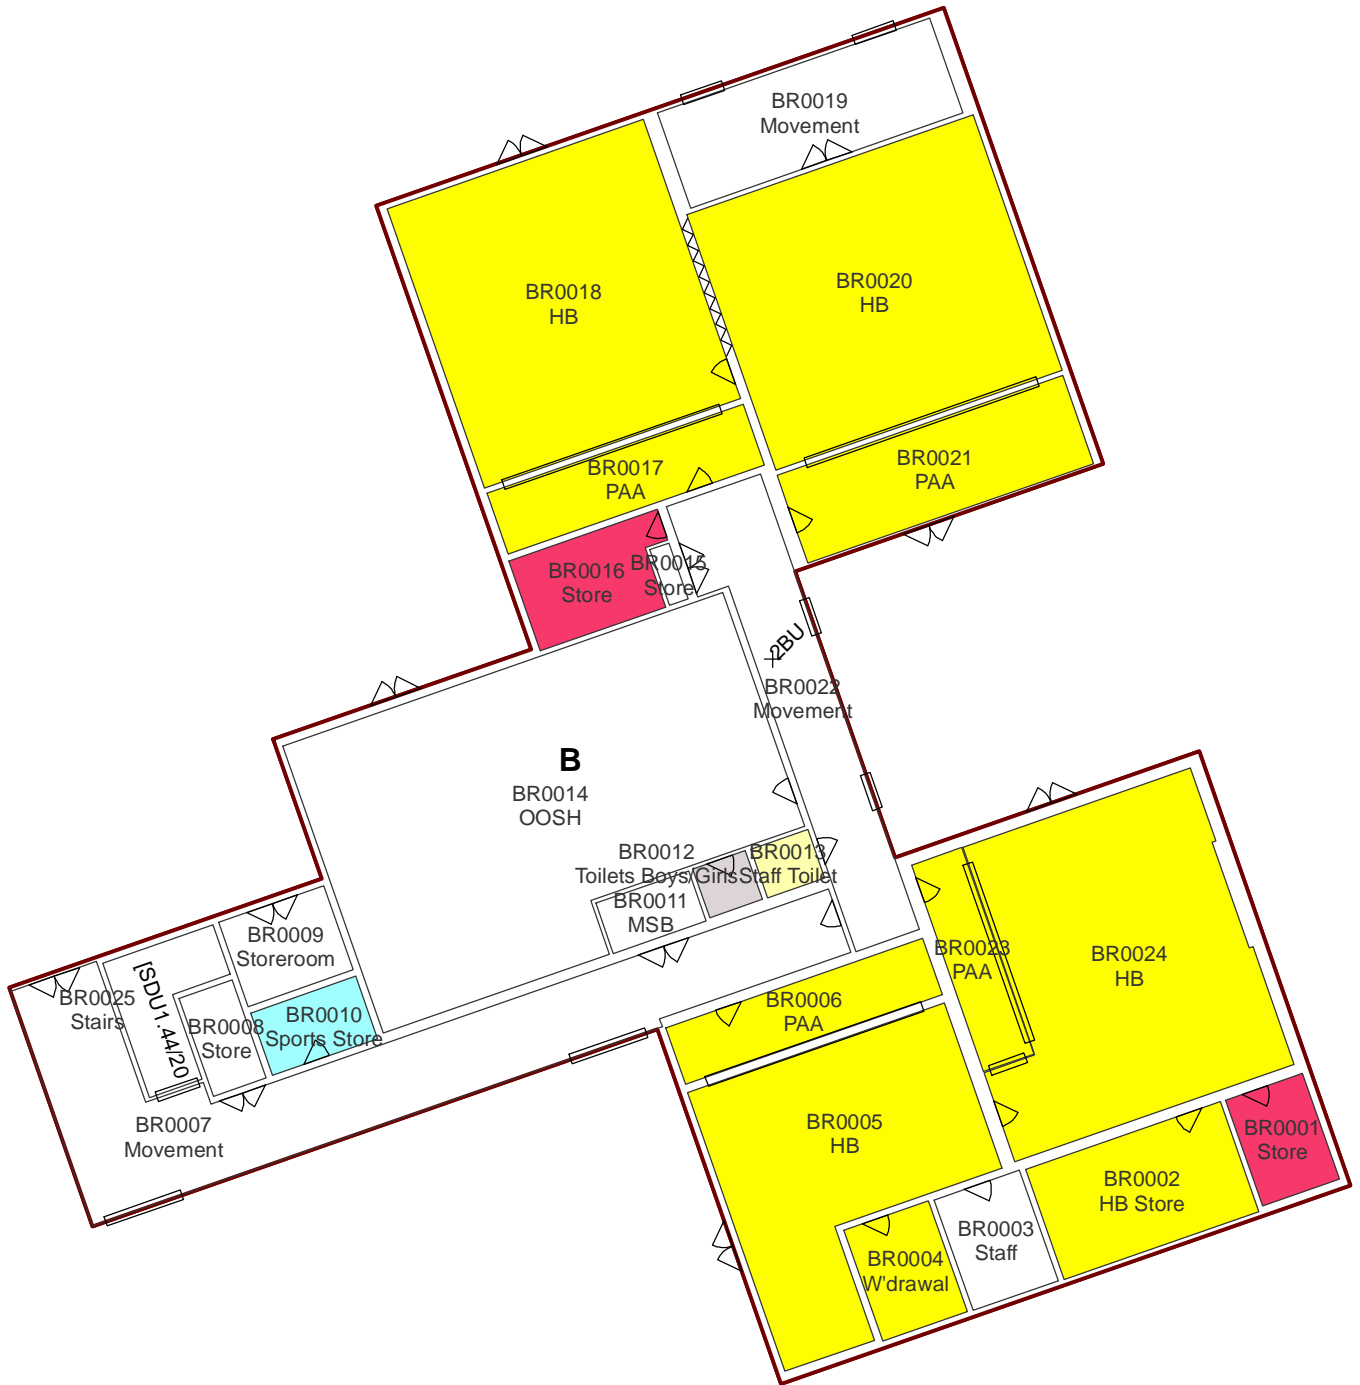 BR0019
Movement
BR0018
HB
BR0020
HB
BR0017
PAA
BR0021
PAA
BR0016
Store
BR0015
Store
2BU
BR0022
Movement
B
BR0014
OOSH
BR0012
Toilets Boys/Girls
BR0013
Staff Toilet
BR0011
MSB
BR0009
Storeroom
BR0023
PAA
BR0024
HB
BR0025
Stairs
[SDU1.44/20
BR0008
Store
BR0010
Sports Store
BR0006
PAA
BR0007
Movement
BR0005
HB
BR0001
Store
BR0002
HB Store
BR0003
Staff
BR0004
W'drawal